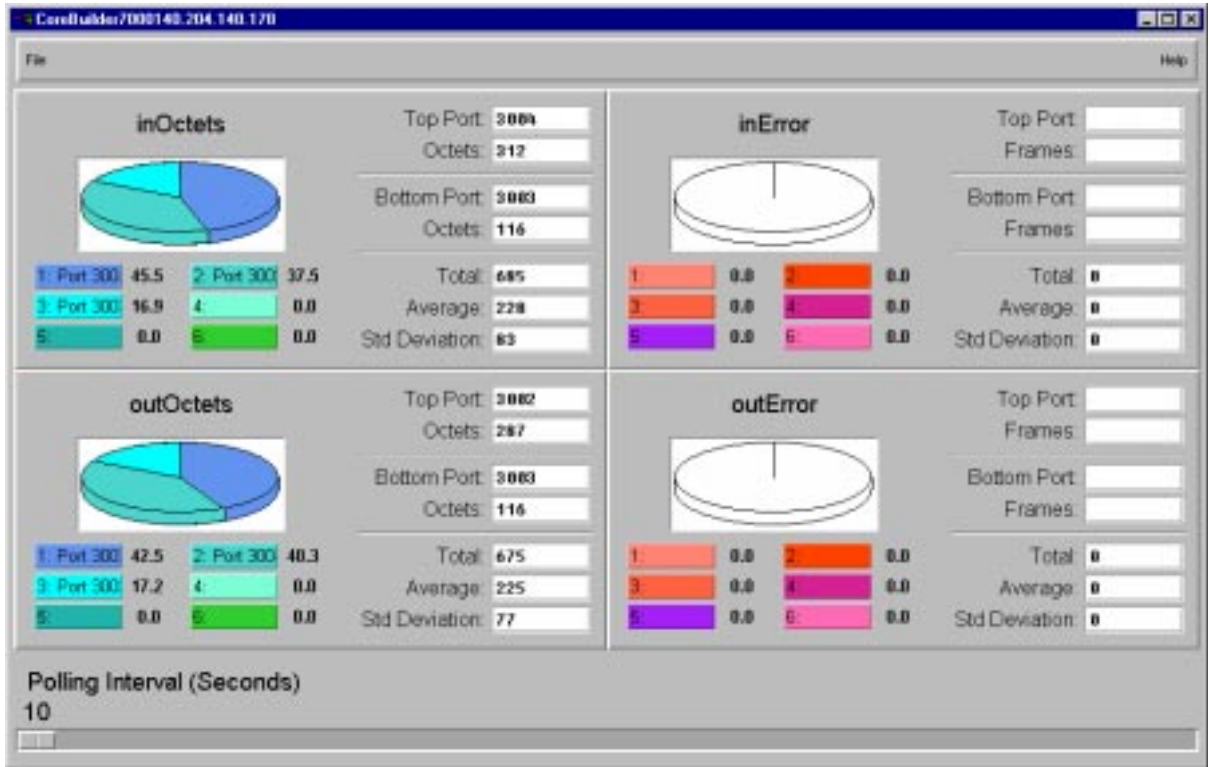 CoreBuilder7000140.204.140.170
File
Help
inOctets
Top Port: 3004
Octets: 312
Bottom Port: 3003
Octets: 116
1: Port 300 45.5
2: Port 300 37.5
3: Port 300 16.9
4: 0.0
5: 0.0
6: 0.0
Total: 685
Average: 228
Std Deviation: 83
inError
Top Port:
Frames:
Bottom Port:
Frames:
1: 0.0
2: 0.0
3: 0.0
4: 0.0
5: 0.0
6: 0.0
Total: 0
Average: 0
Std Deviation: 0
outOctets
Top Port: 3002
Octets: 287
Bottom Port: 3003
Octets: 116
1: Port 300 42.5
2: Port 300 40.3
3: Port 300 17.2
4: 0.0
5: 0.0
6: 0.0
Total: 675
Average: 225
Std Deviation: 77
outError
Top Port:
Frames:
Bottom Port:
Frames:
1: 0.0
2: 0.0
3: 0.0
4: 0.0
5: 0.0
6: 0.0
Total: 0
Average: 0
Std Deviation: 0
Polling Interval (Seconds)
10